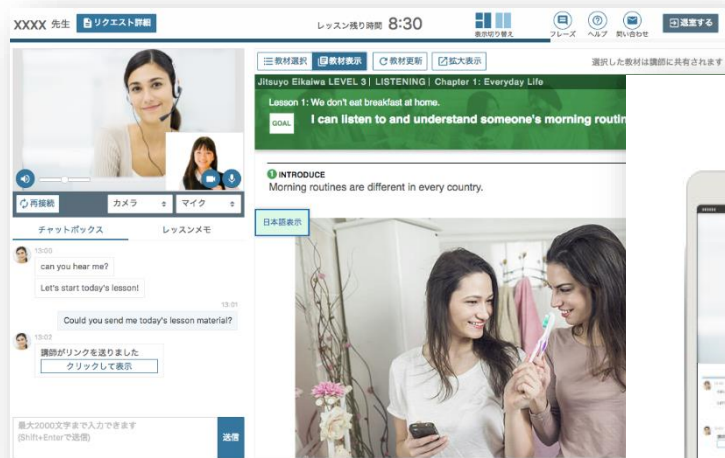 XXXX 先生
リクエスト詳細
レッスン残り時間 8:30
表示切り替え
フレーズ
ヘルプ
問い合わせ
退室する
教材選択
教材表示
教材更新
拡大表示
選択した教材は講師に共有されます
Jitsuyo Eikaiwa LEVEL 3 | LISTENING | Chapter 1: Everyday Life
Lesson 1: We don't eat breakfast at home.
GOAL
I can listen to and understand someone's morning routin
1 INTRODUCE
Morning routines are different in every country.
日本語表示
再接続
カメラ
マイク
チャットボックス
レッスンメモ
13:00
can you hear me?
Let's start today's lesson!
13:01
Could you send me today's lesson material?
13:02
講師がリンクを送りました
クリックして表示
最大2000文字まで入力できます
(Shift+Enterで送信)
送信